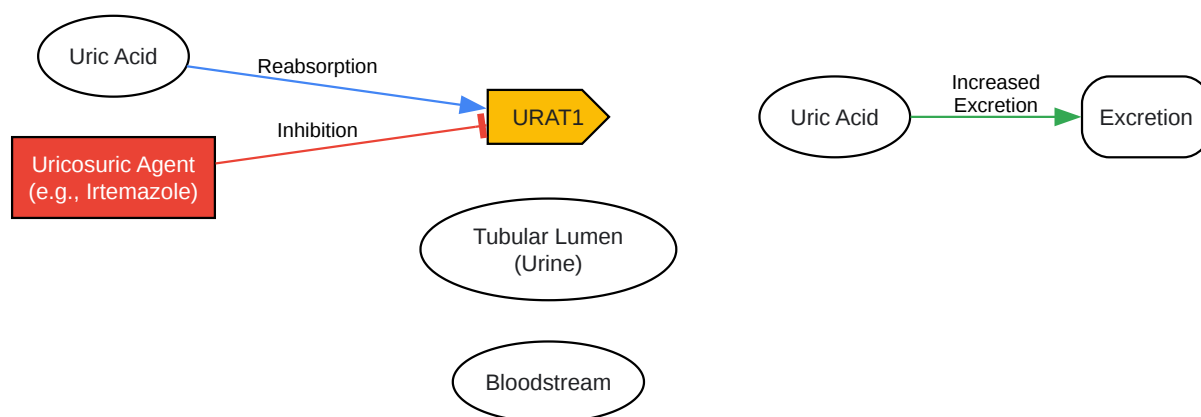 Uric Acid
Reabsorption
URAT1
Inhibition
Uricosuric Agent
(e.g., Irtemazole)
Tubular Lumen
(Urine)
Bloodstream
Uric Acid
Increased
Excretion
Excretion